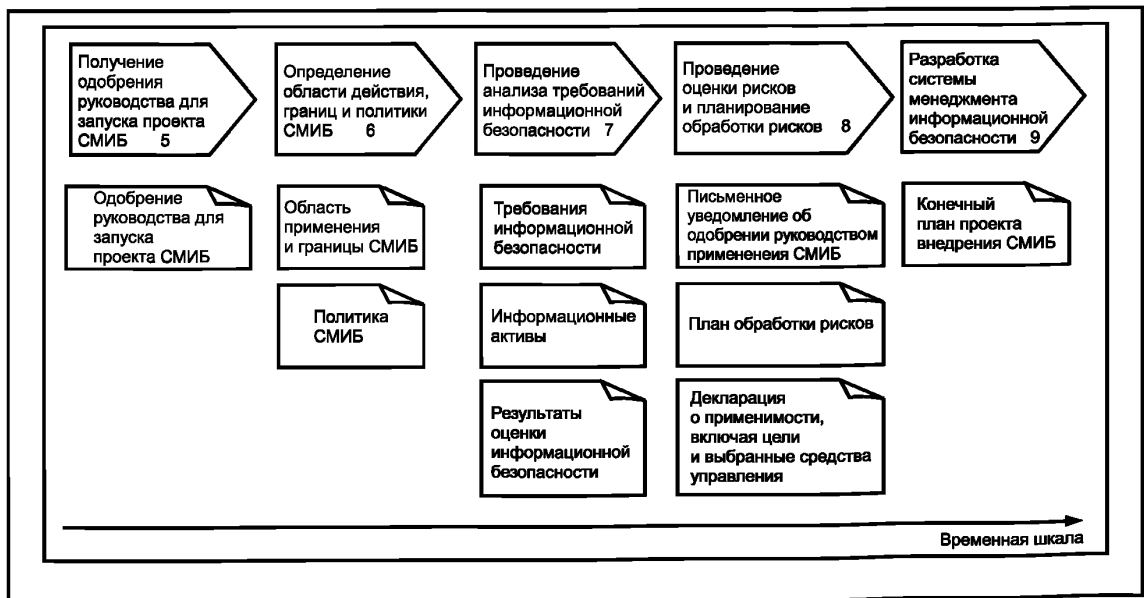 Получение
одобрения
руководства для
запуска проекта
СМИБ 5
Определение
области действия,
границ и политики
СМИБ 6
Проведение
анализа требований
информационной
безопасности 7
Проведение
оценки рисков
и планирование
обработки рисков 8
Разработка
системы
менеджмента
информационной
безопасности 9
Одобрение
руководства для
запуска
проекта СМИБ
Область
применения
и границы СМИБ
Политика
СМИБ
Требования
информационной
безопасности
Информационные
активы
Результаты
оценки
информационной
безопасности
Письменное
уведомление об
одобрении руководством
примененеия СМИБ
План обработки рисков
Декларация
о применимости,
включая цели
и выбранные средства
управления
Конечный
план проекта
внедрения СМИБ
Временная шкала